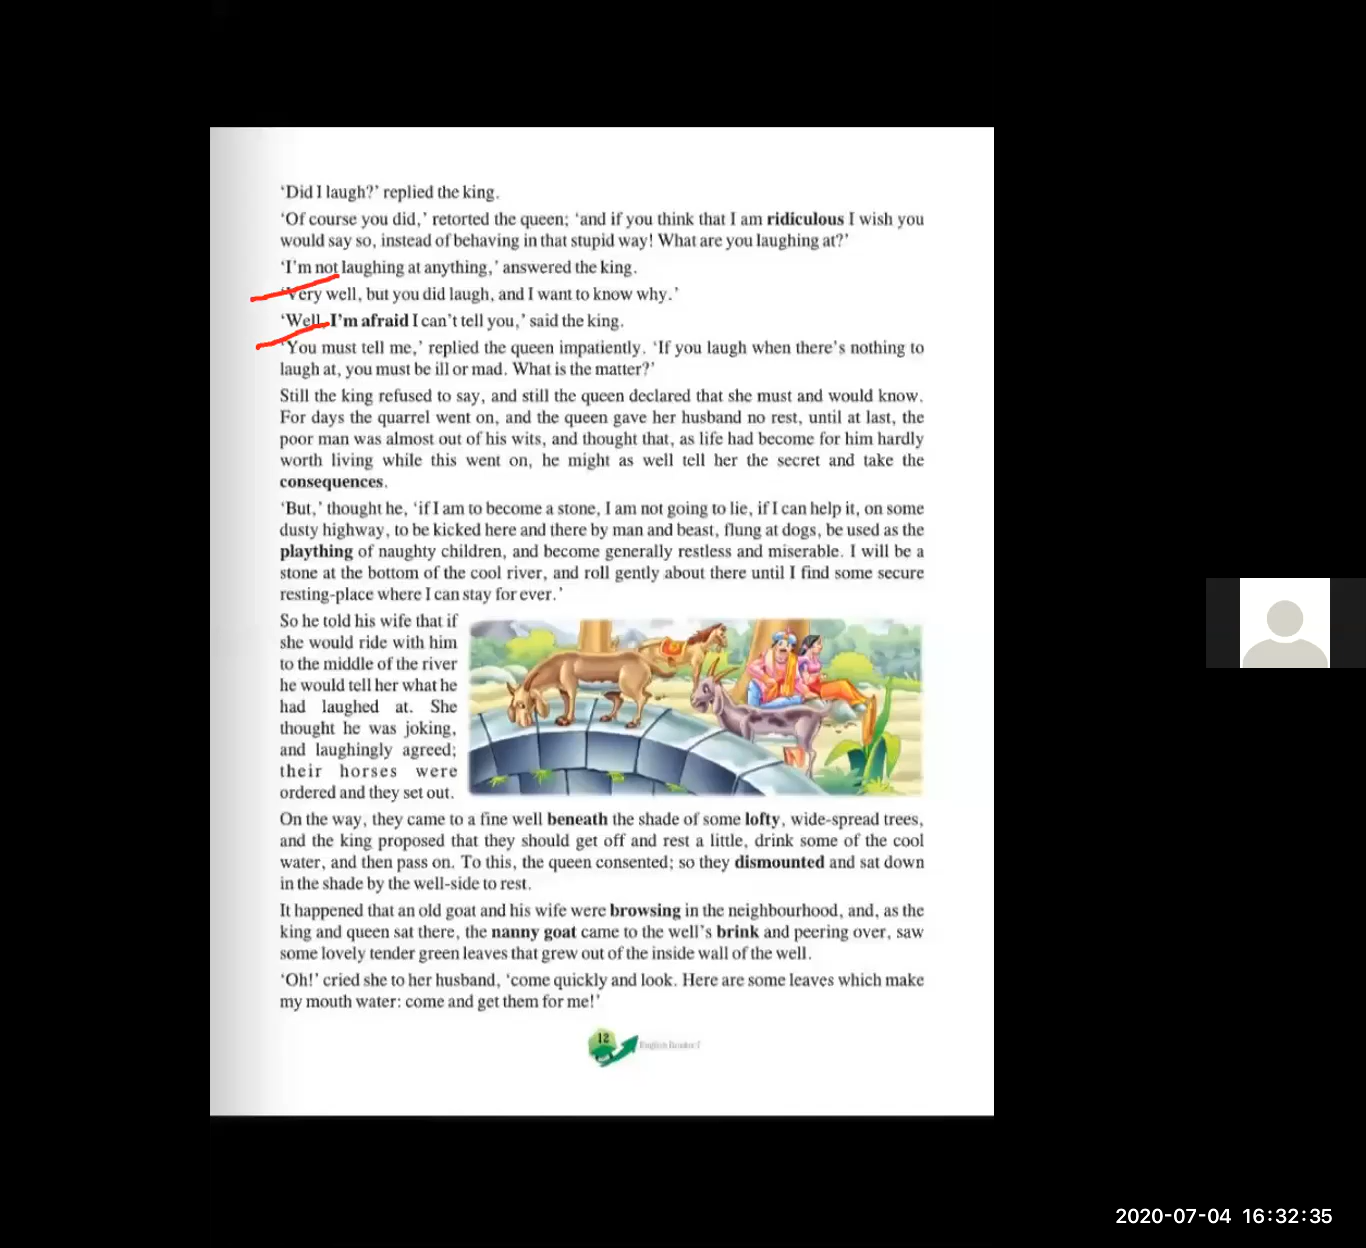 ‘Did I laugh?’ replied the king.
‘Of course you did,’ retorted the queen; ‘and if you think that I am ridiculous I wish you
would say so, instead of behaving in that stupid way! What are you laughing at?’
‘I’m not laughing at anything,’ answered the king.
‘Very well, but you did laugh, and I want to know why.’
‘Well, I’m afraid I can’t tell you,’ said the king.
‘You must tell me,’ replied the queen impatiently. ‘If you laugh when there’s nothing to
laugh at, you must be ill or mad. What is the matter?’
Still the king refused to say, and still the queen declared that she must and would know.
For days the quarrel went on, and the queen gave her husband no rest, until at last, the
poor man was almost out of his wits, and thought that, as life had become for him hardly
worth living while this went on, he might as well tell her the secret and take the
consequences.
‘But,’ thought he, ‘if I am to become a stone, I am not going to lie, if I can help it, on some
dusty highway, to be kicked here and there by man and beast, flung at dogs, be used as the
plaything of naughty children, and become generally restless and miserable. I will be a
stone at the bottom of the cool river, and roll gently about there until I find some secure
resting-place where I can stay for ever.’
So he told his wife that if
she would ride with him
to the middle of the river
he would tell her what he
had laughed at. She
thought he was joking,
and laughingly agreed;
their horses were
ordered and they set out.
On the way, they came to a fine well beneath the shade of some lofty, wide-spread trees,
and the king proposed that they should get off and rest a little, drink some of the cool
water, and then pass on. To this, the queen consented; so they dismounted and sat down
in the shade by the well-side to rest.
It happened that an old goat and his wife were browsing in the neighbourhood, and, as the
king and queen sat there, the nanny goat came to the well’s brink and peering over, saw
some lovely tender green leaves that grew out of the inside wall of the well.
‘Oh!’ cried she to her husband, ‘come quickly and look. Here are some leaves which make
my mouth water: come and get them for me!’
12
English Reader
2020-07-04 16:32:35